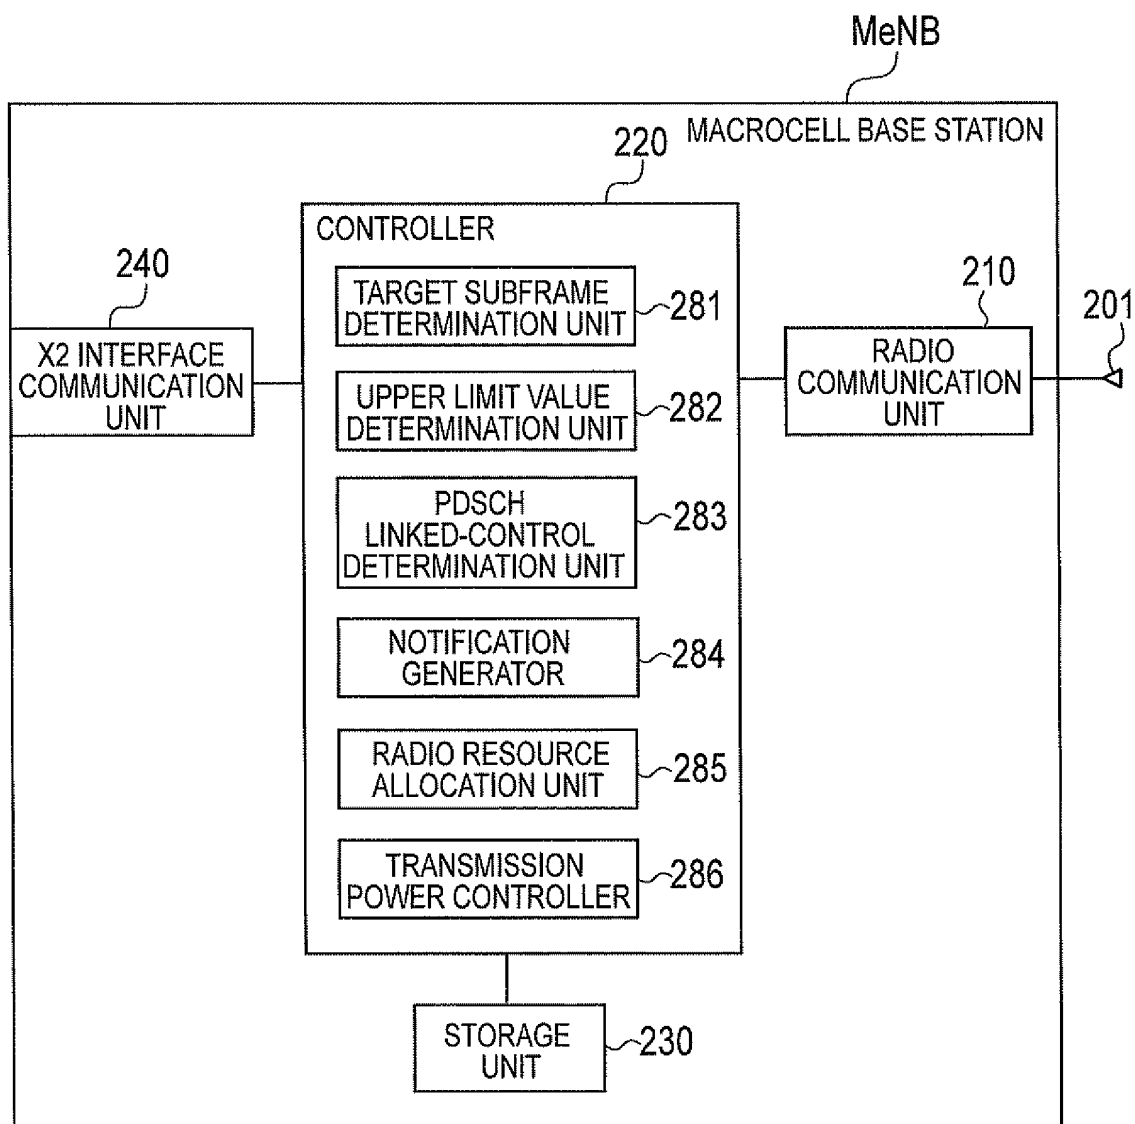 MeNB
MACROCELL BASE STATION
220
CONTROLLER
240
X2 INTERFACE
COMMUNICATION
UNIT
TARGET SUBFRAME
DETERMINATION UNIT
281
UPPER LIMIT VALUE
DETERMINATION UNIT
282
PDSCH
LINKED-CONTROL
DETERMINATION UNIT
283
NOTIFICATION
GENERATOR
284
RADIO RESOURCE
ALLOCATION UNIT
285
TRANSMISSION
POWER CONTROLLER
286
210
RADIO
COMMUNICATION
UNIT
201
STORAGE
UNIT
230